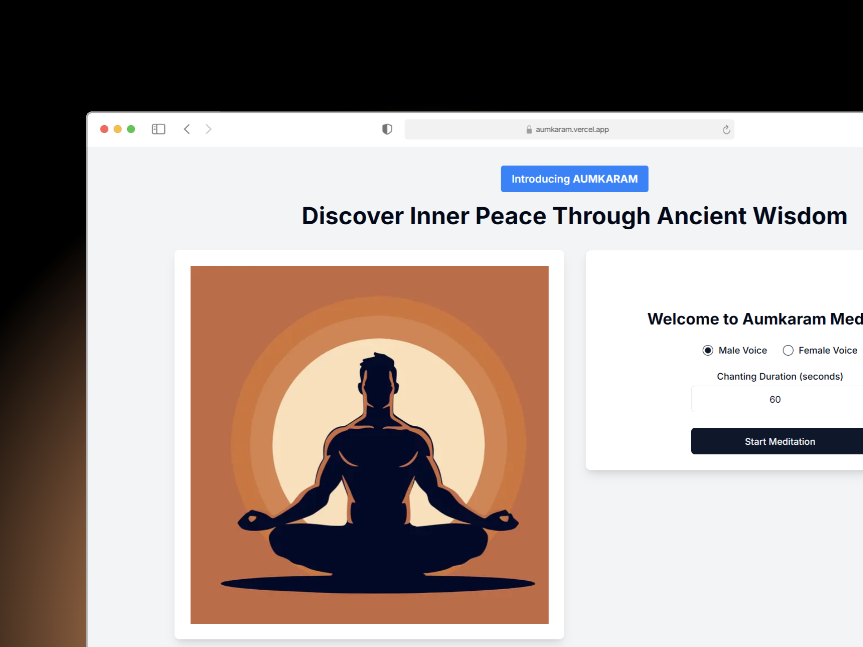 aumkaram.vercel.app
Introducing AUMKARAM
Discover Inner Peace Through Ancient Wisdom
Welcome to Aumkaram Med
Male Voice Female Voice
Chanting Duration (seconds)
60
Start Meditation